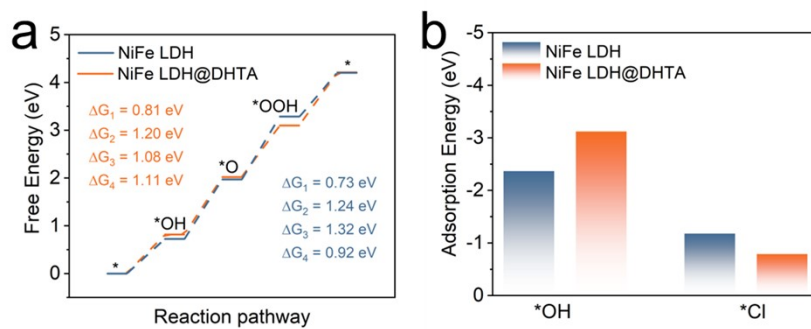 a
NiFe LDH
NiFe LDH@DHTA
Free Energy (eV)
5
4
3
2
1
0
ΔG1 = 0.81 eV
ΔG2 = 1.20 eV
ΔG3 = 1.08 eV
ΔG4 = 1.11 eV
*
*OH
*O
*OOH
*
ΔG1 = 0.73 eV
ΔG2 = 1.24 eV
ΔG3 = 1.32 eV
ΔG4 = 0.92 eV
Reaction pathway
b
NiFe LDH
NiFe LDH@DHTA
Adsorption Energy (eV)
-5
-4
-3
-2
-1
0
*OH
*Cl